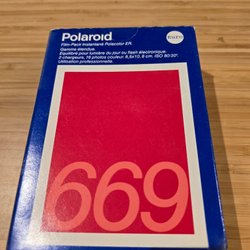 Polaroid
Film-Pack Instantané Polacolor ER.
Gamme étendue.
Equilibré pour lumière du jour ou flash électronique.
2 chargeurs, 16 photos couleur: 8,5x10, 8 cm, ISO 80/20°.
Utilisation professionnelle.
669